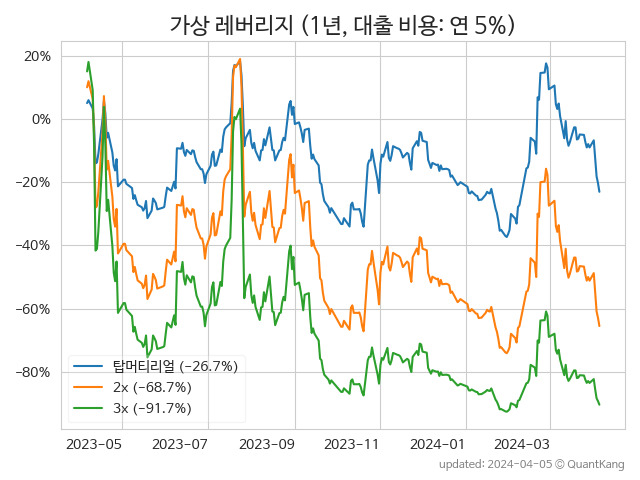 가상 레버리지 (1년, 대출 비용: 연 5%)
20%
0%
−20%
−40%
−60%
−80%
탑머티리얼 (−26.7%)
2x (−68.7%)
3x (−91.7%)
2023-05 2023-07 2023-09 2023-11 2024-01 2024-03
updated: 2024-04-05 © QuantKang